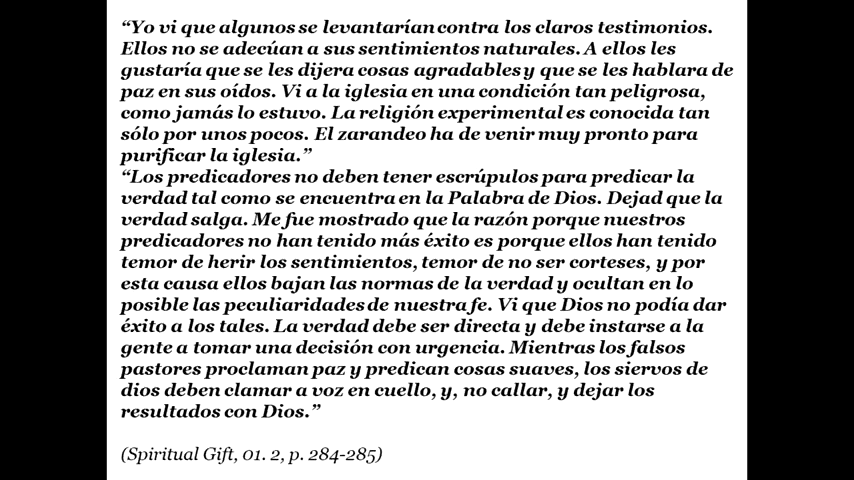 “Yo vi que algunos se levantarían contra los claros testimonios.
Ellos no se adecúan a sus sentimientos naturales. A ellos les
gustaría que se les dijera cosas agradables y que se les hablara de
paz en sus oídos. Vi a la iglesia en una condición tan peligrosa,
como jamás lo estuvo. La religión experimental es conocida tan
sólo por unos pocos. El zarandeo ha de venir muy pronto para
purificar la iglesia.”
“Los predicadores no deben tener escrúpulos para predicar la
verdad tal como se encuentra en la Palabra de Dios. Dejad que la
verdad salga. Me fue mostrado que la razón porque nuestros
predicadores no han tenido más éxito es porque ellos han tenido
temor de herir los sentimientos, temor de no ser corteses, y por
esta causa ellos bajan las normas de la verdad y ocultan en lo
posible las peculiaridades de nuestra fe. Vi que Dios no podía dar
éxito a los tales. La verdad debe ser directa y debe instarse a la
gente a tomar una decisión con urgencia. Mientras los falsos
pastores proclaman paz y predican cosas suaves, los siervos de
dios deben clamar a voz en cuello, y, no callar, y dejar los
resultados con Dios.”
(Spiritual Gift, 01. 2, p. 284-285)